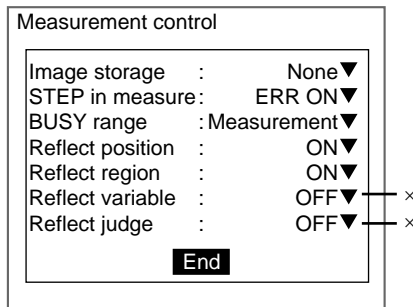 Measurement control
Image storage : None▼
STEP in measure: ERR ON▼
BUSY range : Measurement▼
Reflect position : ON▼
Reflect region : ON▼
Reflect variable : OFF▼ ×
Reflect judge : OFF▼ ×
End